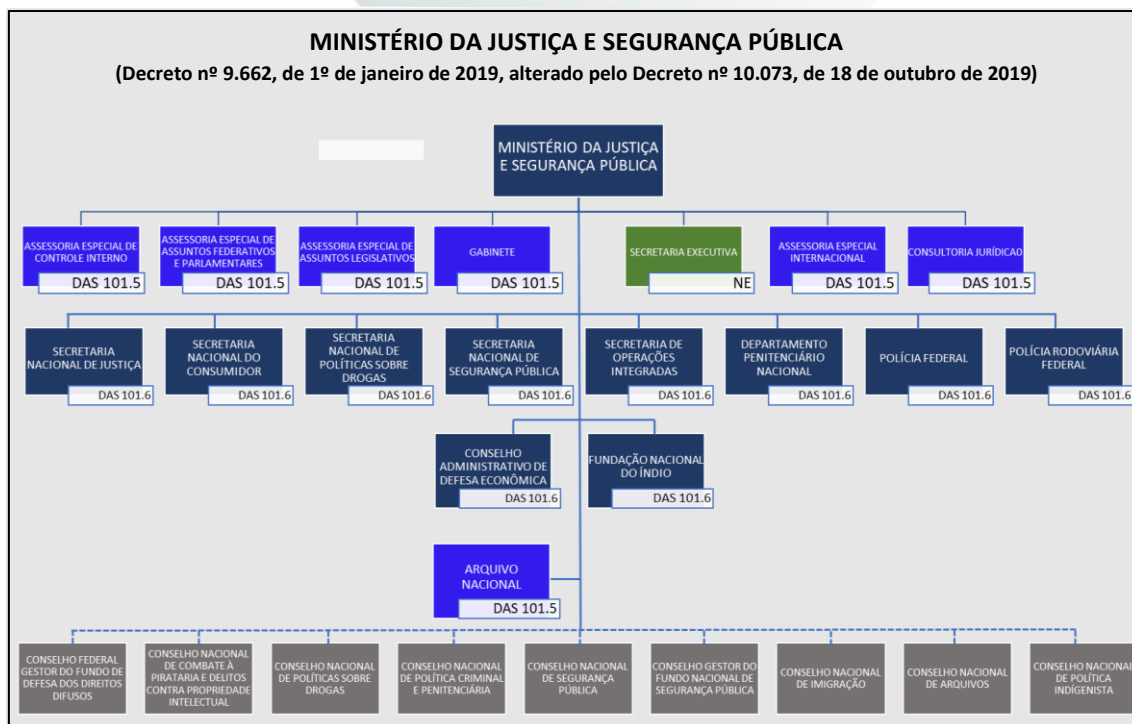 MINISTÉRIO DA JUSTIÇA E SEGURANÇA PÚBLICA
(Decreto nº 9.662, de 1º de janeiro de 2019, alterado pelo Decreto nº 10.073, de 18 de outubro de 2019)
MINISTÉRIO DA JUSTIÇA
E SEGURANÇA PÚBLICA
ASSESSORIA ESPECIAL DE
CONTROLE INTERNO
DAS 101.5
ASSESSORIA ESPECIAL DE
ASSUNTOS FEDERATIVOS
E PARLAMENTARES
DAS 101.5
ASSESSORIA ESPECIAL DE
ASSUNTOS LEGISLATIVOS
DAS 101.5
GABINETE
DAS 101.5
SECRETARIA EXECUTIVA
NE
ASSESSORIA ESPECIAL
INTERNACIONAL
DAS 101.5
CONSULTORIA JURÍDICAO
DAS 101.5
SECRETARIA
NACIONAL DE JUSTIÇA
DAS 101.6
SECRETARIA
NACIONAL DO
CONSUMIDOR
DAS 101.6
SECRETARIA
NACIONAL DE
POLÍTICAS SOBRE
DROGAS
DAS 101.6
SECRETARIA
NACIONAL DE
SEGURANÇA PÚBLICA
DAS 101.6
SECRETARIA DE
OPERAÇÕES
INTEGRADAS
DAS 101.6
DEPARTAMENTO
PENITENCIÁRIO
NACIONAL
DAS 101.6
POLÍCIA FEDERAL
DAS 101.6
POLÍCIA RODOVIÁRIA
FEDERAL
DAS 101.6
CONSELHO
ADMINISTRATIVO DE
DEFESA ECONÔMICA
DAS 101.6
FUNDAÇÃO NACIONAL
DO ÍNDIO
DAS 101.6
ARQUIVO
NACIONAL
DAS 101.5
CONSELHO FEDERAL
GESTOR DO FUNDO DE
DEFESA DOS DIREITOS
DIFUSOS
CONSELHO NACIONAL
DE COMBATE À
PIRATARIA E DELITOS
CONTRA PROPRIEDADE
INTELECTUAL
CONSELHO NACIONAL
DE POLÍTICAS SOBRE
DROGAS
CONSELHO NACIONAL
DE POLÍTICA CRIMINAL
E PENITENCIÁRIA
CONSELHO NACIONAL
DE SEGURANÇA
PÚBLICA
CONSELHO GESTOR DO
FUNDO NACIONAL DE
SEGURANÇA PÚBLICA
CONSELHO NACIONAL
DE IMIGRAÇÃO
CONSELHO NACIONAL
DE ARQUIVOS
CONSELHO NACIONAL
DE POLÍTICA
INDÍGENISTA